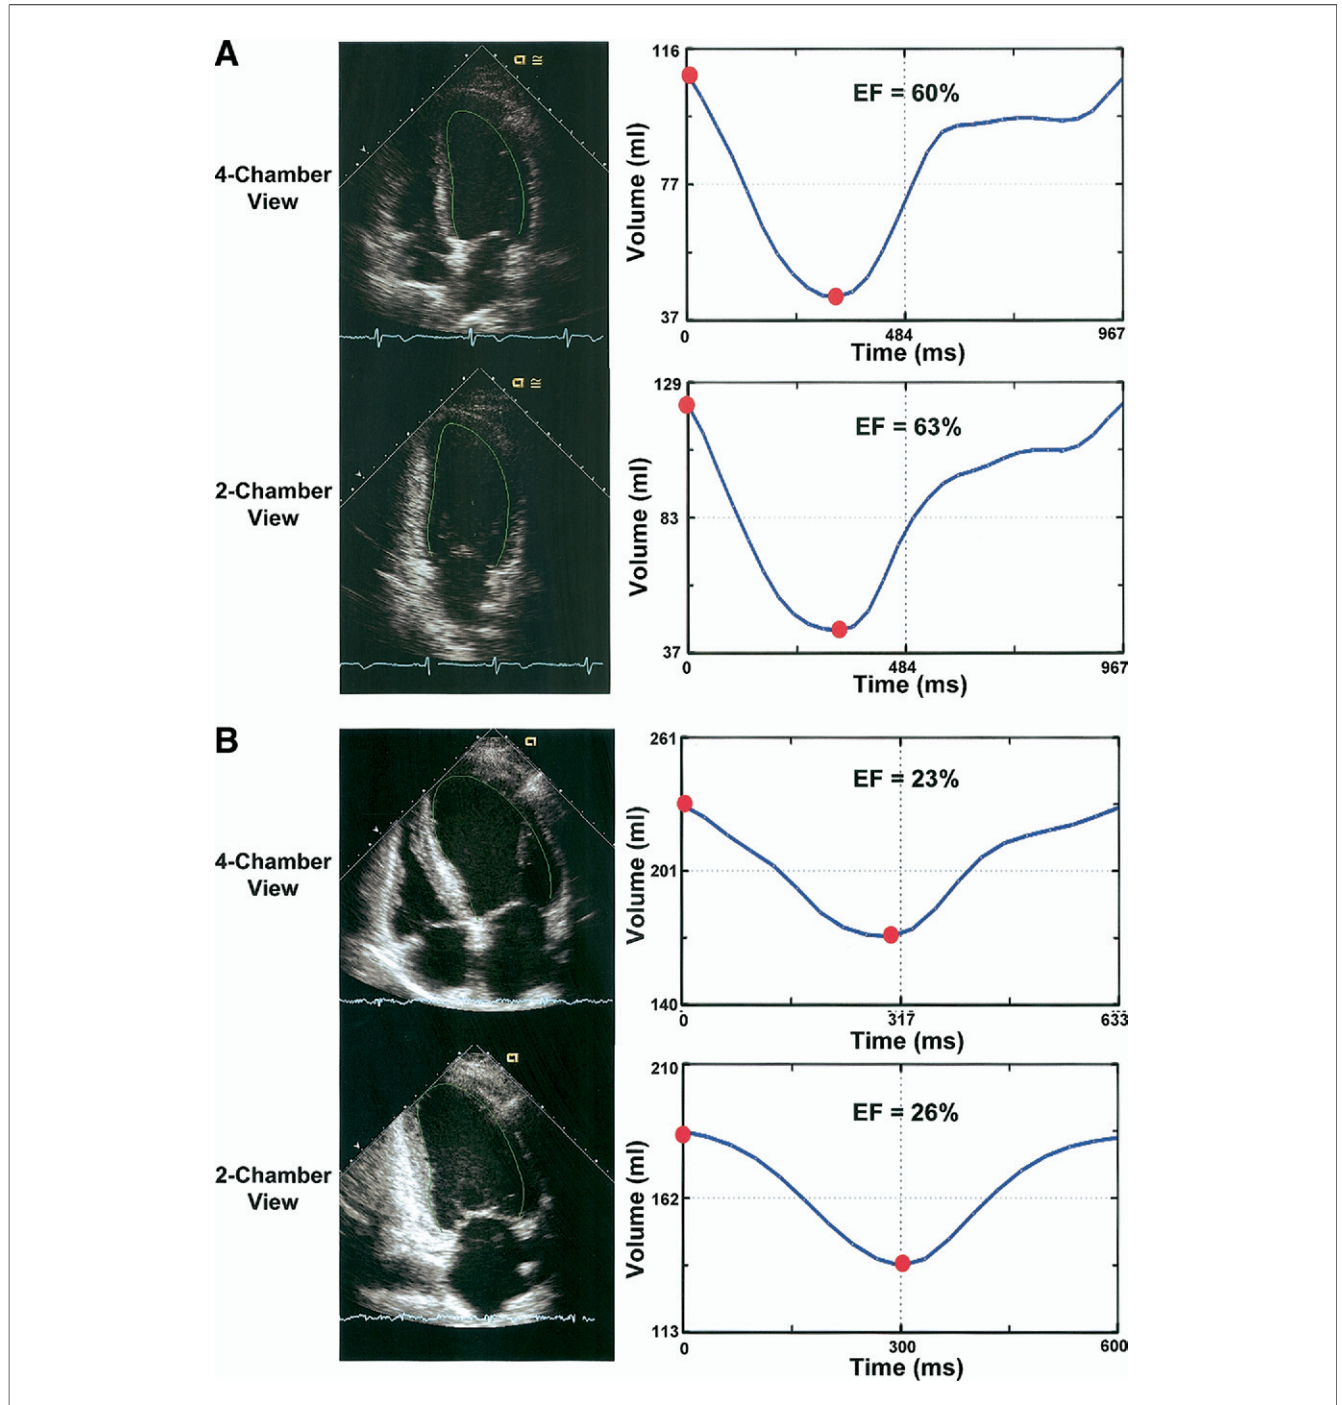 A
4-Chamber
View
116
77
37
Volume (ml)
EF = 60%
0
484
967
Time (ms)
2-Chamber
View
129
83
37
Volume (ml)
EF = 63%
0
484
967
Time (ms)
B
4-Chamber
View
261
201
140
Volume (ml)
EF = 23%
0
317
633
Time (ms)
2-Chamber
View
210
162
113
Volume (ml)
EF = 26%
0
300
600
Time (ms)